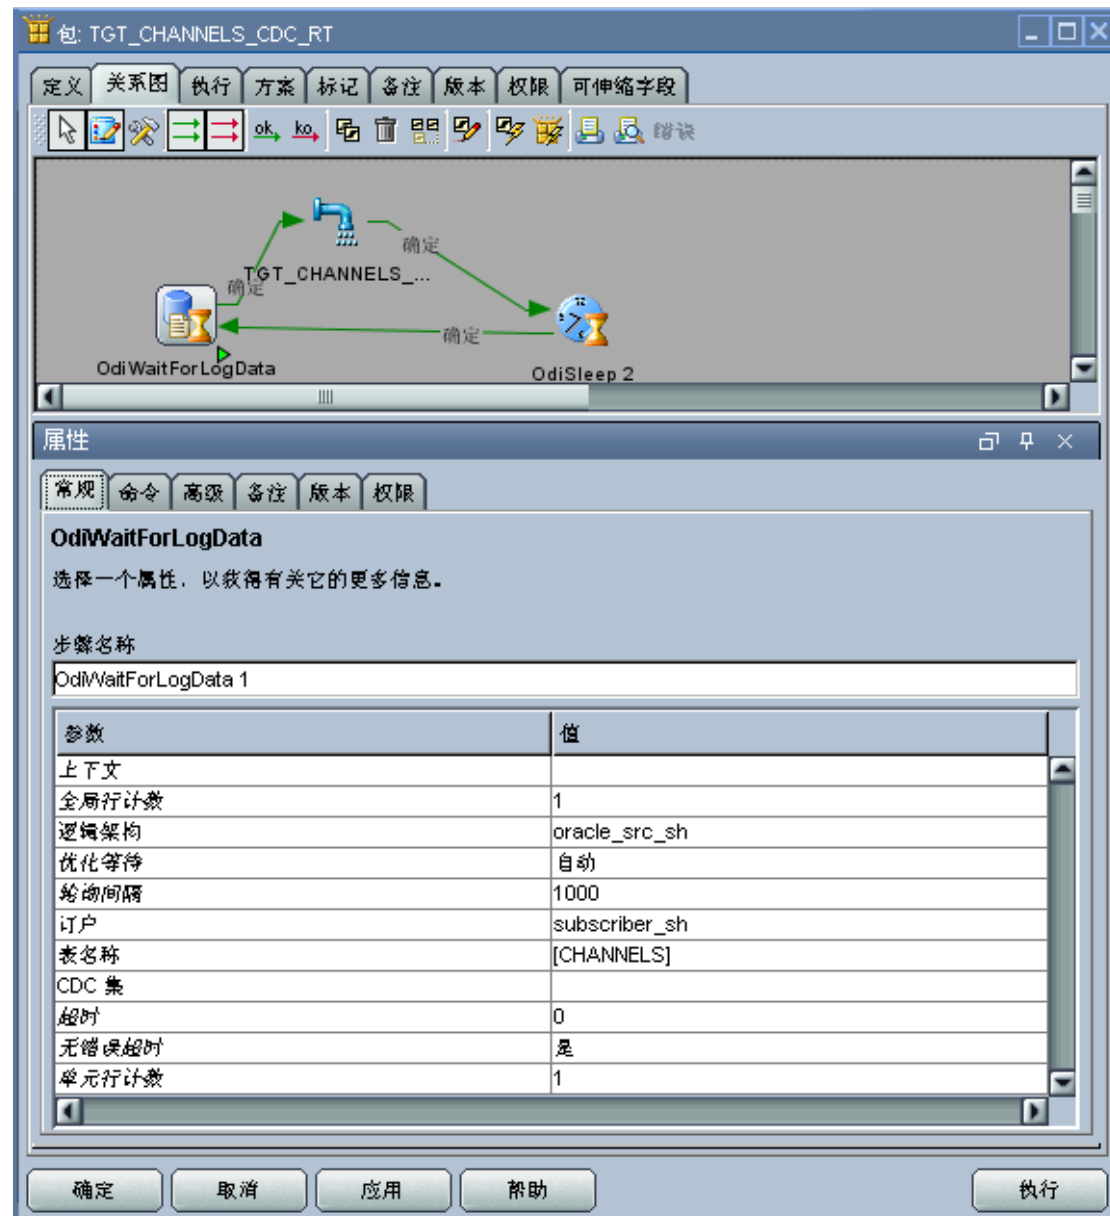 包: TGT_CHANNELS_CDC_RT
定义 关系图 执行 方案 标记 备注 版本 权限 可伸缩字段
ok ko 错误
确定
TGT_CHANNELS_...
确定
确定
OdiWaitForLogData
OdiSleep 2
属性
常规 命令 高级 备注 版本 权限
OdiWaitForLogData
选择一个属性，以获得有关它的更多信息。
步骤名称
OdiWaitForLogData 1
参数 值
上下文
全局行计数 1
逻辑架构 oracle_src_sh
优化等待 自动
轮询间隔 1000
订户 subscriber_sh
表名称 [CHANNELS]
CDC 集
超时 0
无错误超时 是
单元行计数 1
确定 取消 应用 帮助 执行